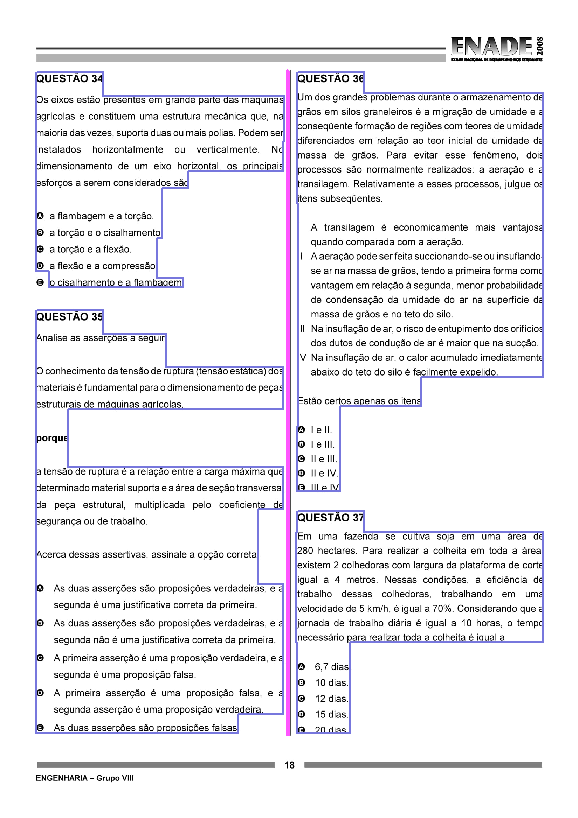 ENADE 2008
EXAME NACIONAL DE DESEMPENHO DOS ESTUDANTES
QUESTÃO 34
Os eixos estão presentes em grande parte das máquinas
agrícolas e constituem uma estrutura mecânica que, na
maioria das vezes, suporta duas ou mais polias. Podem ser
instalados horizontalmente ou verticalmente. No
dimensionamento de um eixo horizontal, os principais
esforços a serem considerados são
A a flambagem e a torção.
B a torção e o cisalhamento.
C a torção e a flexão.
D a flexão e a compressão.
E o cisalhamento e a flambagem.
QUESTÃO 35
Analise as asserções a seguir.
O conhecimento da tensão de ruptura (tensão estática) dos
materiais é fundamental para o dimensionamento de peças
estruturais de máquinas agrícolas,
porque
a tensão de ruptura é a relação entre a carga máxima que
determinado material suporta e a área de seção transversal
da peça estrutural, multiplicada pelo coeficiente de
segurança ou de trabalho.
Acerca dessas assertivas, assinale a opção correta.
A As duas asserções são proposições verdadeiras, e a
segunda é uma justificativa correta da primeira.
B As duas asserções são proposições verdadeiras, e a
segunda não é uma justificativa correta da primeira.
C A primeira asserção é uma proposição verdadeira, e a
segunda é uma proposição falsa.
D A primeira asserção é uma proposição falsa, e a
segunda asserção é uma proposição verdadeira.
E As duas asserções são proposições falsas.
QUESTÃO 36
Um dos grandes problemas durante o armazenamento de
grãos em silos graneleiros é a migração de umidade e a
conseqüente formação de regiões com teores de umidade
diferenciados em relação ao teor inicial de umidade da
massa de grãos. Para evitar esse fenômeno, dois
processos são normalmente realizados: a aeração e a
transilagem. Relativamente a esses processos, julgue os
itens subseqüentes.
A transilagem é economicamente mais vantajosa
quando comparada com a aeração.
I A aeração pode ser feita succionando-se ou insuflando-
se ar na massa de grãos, tendo a primeira forma como
vantagem em relação à segunda, menor probabilidade
de condensação da umidade do ar na superfície da
massa de grãos e no teto do silo.
II Na insuflação de ar, o risco de entupimento dos orifícios
dos dutos de condução de ar é maior que na sucção.
V Na insuflação de ar, o calor acumulado imediatamente
abaixo do teto do silo é facilmente expelido.
Estão certos apenas os itens
A I e II.
B I e III.
C II e III.
D II e IV.
E III e IV.
QUESTÃO 37
Em uma fazenda se cultiva soja em uma área de
280 hectares. Para realizar a colheita em toda a área,
existem 2 colhedoras com largura da plataforma de corte
igual a 4 metros. Nessas condições, a eficiência de
trabalho dessas colhedoras, trabalhando em uma
velocidade de 5 km/h, é igual a 70%. Considerando que a
jornada de trabalho diária é igual a 10 horas, o tempo
necessário para realizar toda a colheita é igual a
A 6,7 dias.
B 10 dias.
C 12 dias.
D 15 dias.
E 20 dias.
18
ENGENHARIA – Grupo VIII